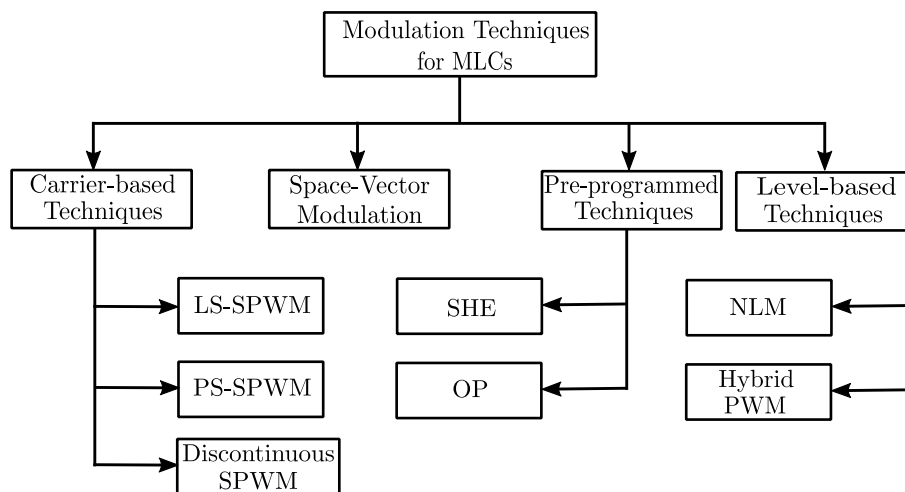 Modulation Techniques
for MLCs
Carrier-based
Techniques
Space-Vector
Modulation
Pre-programmed
Techniques
Level-based
Techniques
LS-SPWM
SHE
NLM
PS-SPWM
OP
Hybrid
PWM
Discontinuous
SPWM